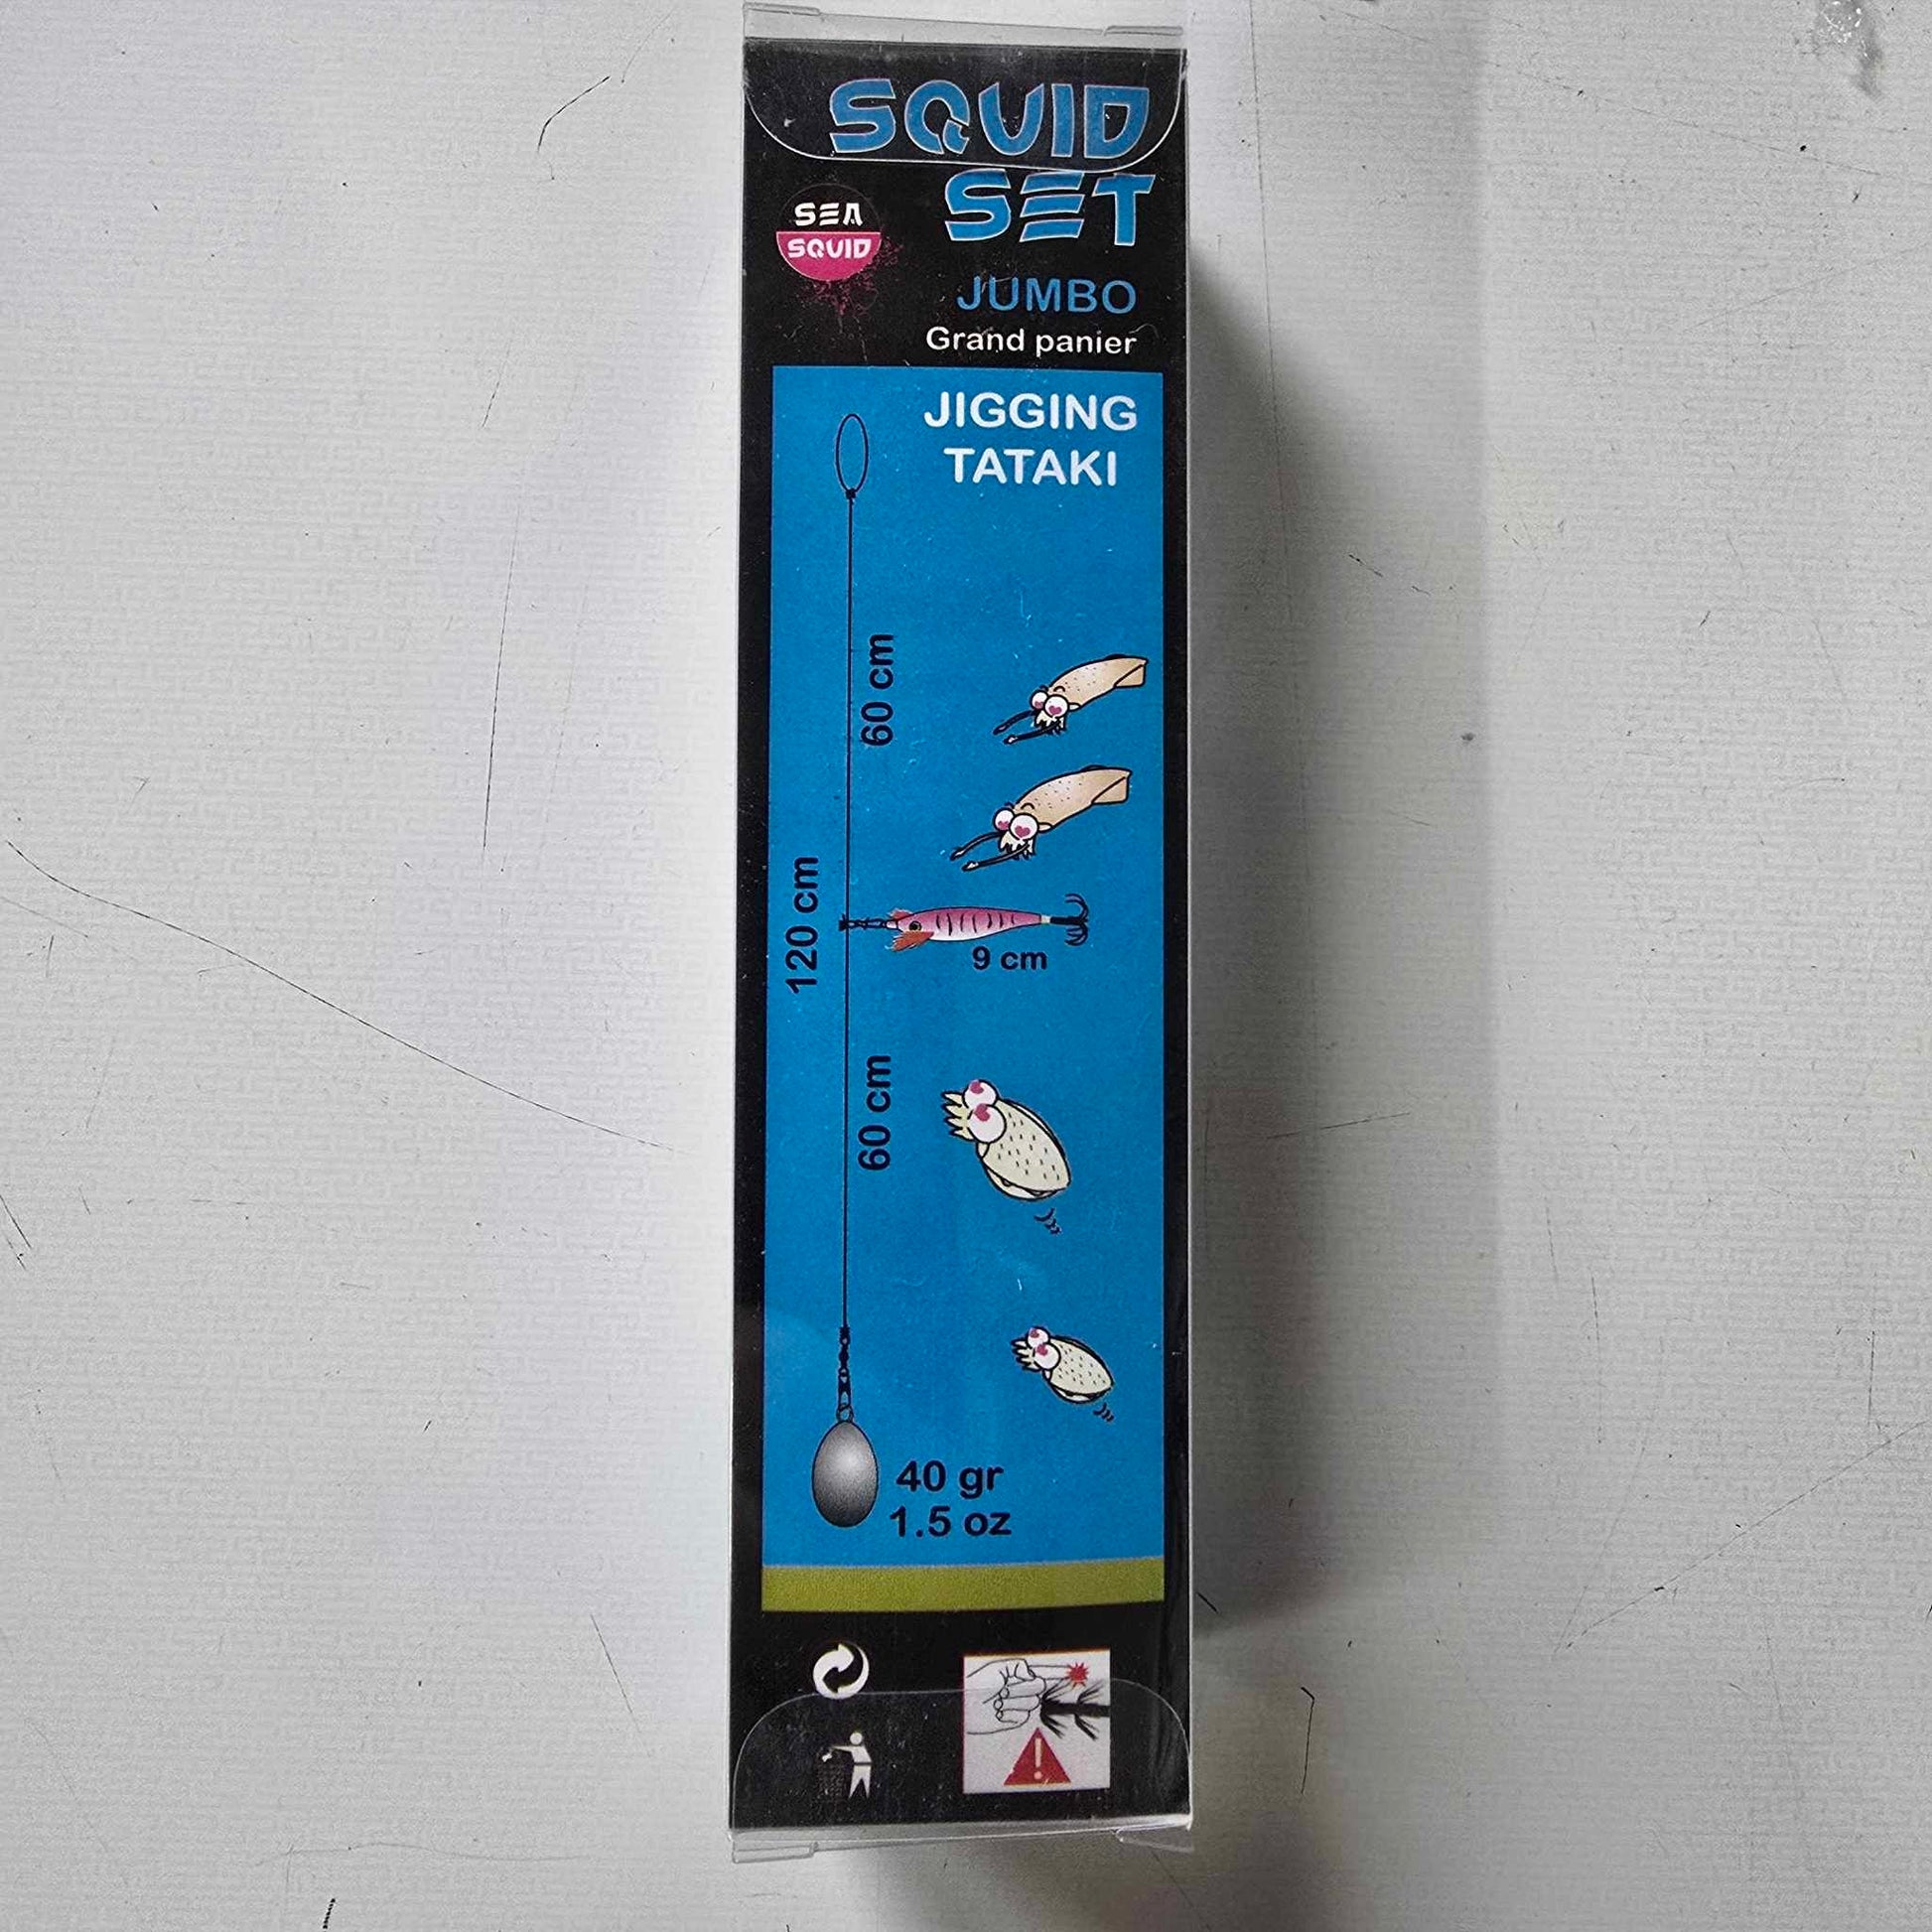 SQUID
SET
SEA
SQUID
JUMBO
Grand panier
JIGGING
TATAKI
60 cm
120 cm
9 cm
60 cm
40 gr
1.5 oz